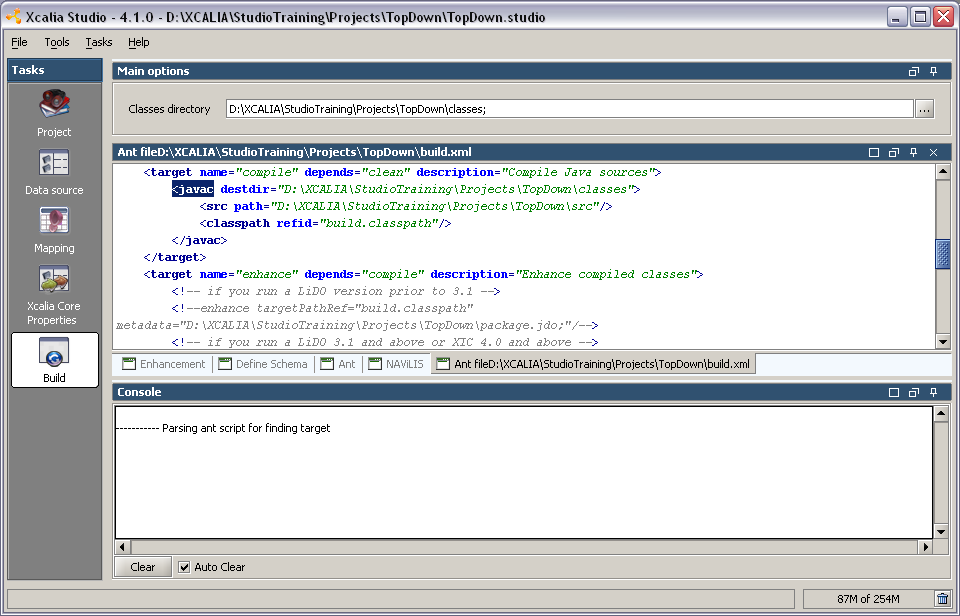 Xcalia Studio - 4.1.0 - D:\XCALIA\StudioTraining\Projects\TopDown\TopDown.studio
File Tools Tasks Help
Tasks
Project
Data source
Mapping
Xcalia Core
Properties
Build
Main options
Classes directory D:\XCALIA\StudioTraining\Projects\TopDown\classes; ...
Ant fileD:\XCALIA\StudioTraining\Projects\TopDown\build.xml
<target name="compile" depends="clean" description="Compile Java sources">
<javac destdir="D:\XCALIA\StudioTraining\Projects\TopDown\classes">
<src path="D:\XCALIA\StudioTraining\Projects\TopDown\src"/>
<classpath refid="build.classpath"/>
</javac>
</target>
<target name="enhance" depends="compile" description="Enhance compiled classes">
<!-- if you run a LiDO version prior to 3.1 -->
<!--enhance targetPathRef="build.classpath"
metadata="D:\XCALIA\StudioTraining\Projects\TopDown\package.jdo;"/-->
<!-- if you run a LiDO 3.1 and above or XIC 4.0 and above -->
Enhancement Define Schema Ant NAViLIS Ant fileD:\XCALIA\StudioTraining\Projects\TopDown\build.xml
Console
----------- Parsing ant script for finding target
Clear Auto Clear
87M of 254M